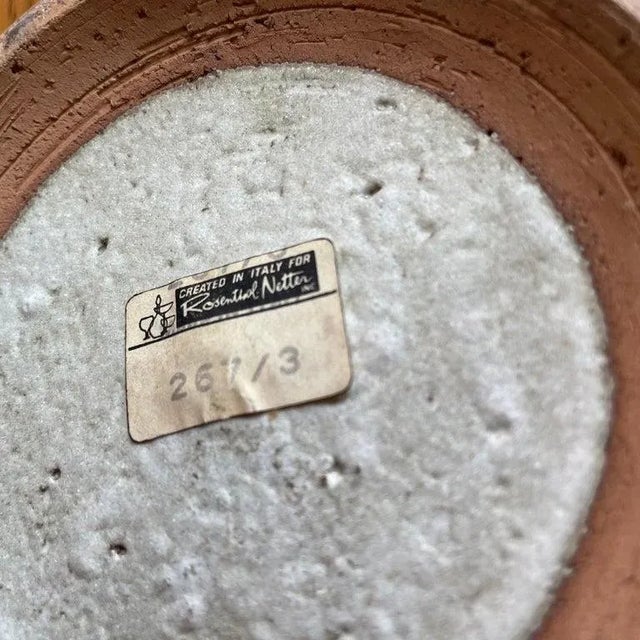 CREATED IN ITALY FOR
Rosenthal Netter INC
267/3